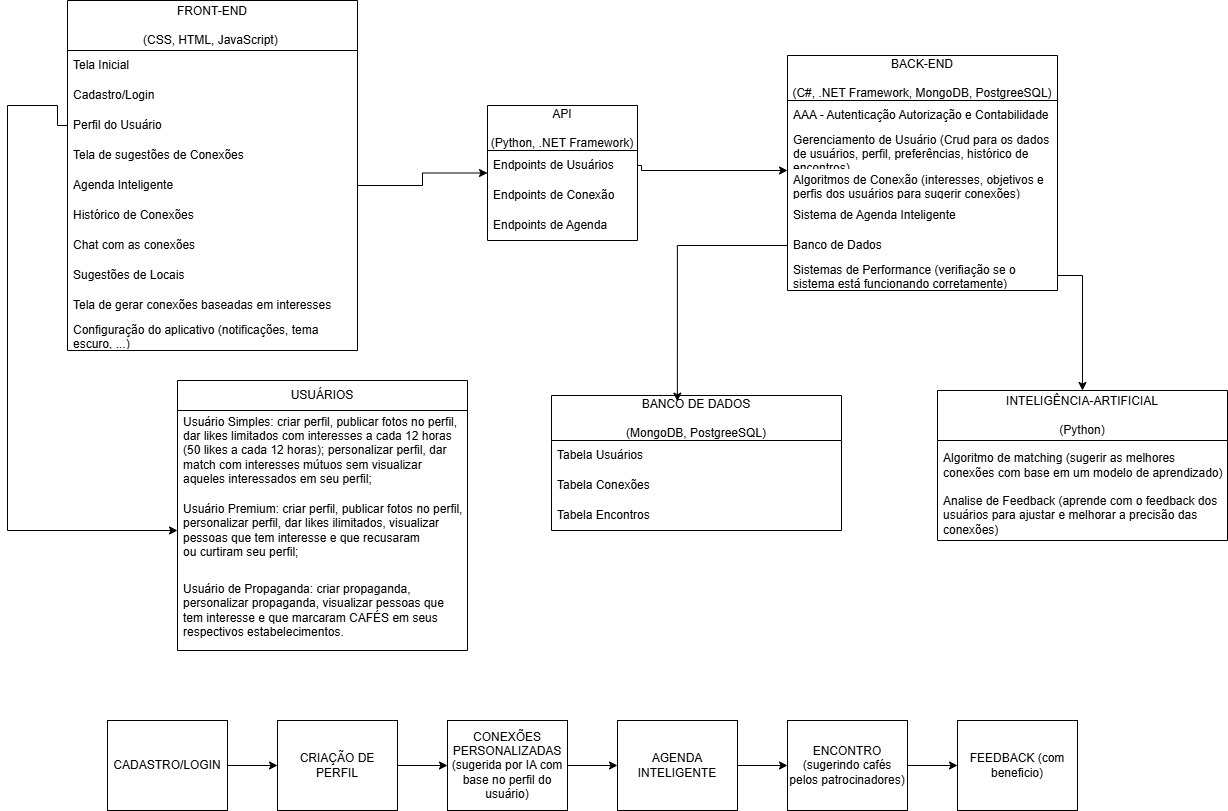 FRONT-END
(CSS, HTML, JavaScript)
Tela Inicial
Cadastro/Login
Perfil do Usuário
Tela de sugestões de Conexões
Agenda Inteligente
Histórico de Conexões
Chat com as conexões
Sugestões de Locais
Tela de gerar conexões baseadas em interesses
Configuração do aplicativo (notificações, tema
escuro, ...)
API
(Python, .NET Framework)
Endpoints de Usuários
Endpoints de Conexão
Endpoints de Agenda
BACK-END
(C#, .NET Framework, MongoDB, PostgreeSQL)
AAA - Autenticação Autorização e Contabilidade
Gerenciamento de Usuário (Crud para os dados
de usuários, perfil, preferências, histórico de
encontros)
Algoritmos de Conexão (interesses, objetivos e
perfis dos usuários para sugerir conexões)
Sistema de Agenda Inteligente
Banco de Dados
Sistemas de Performance (verifiação se o
sistema está funcionando corretamente)
USUÁRIOS
Usuário Simples: criar perfil, publicar fotos no perfil,
dar likes limitados com interesses a cada 12 horas
(50 likes a cada 12 horas); personalizar perfil, dar
match com interesses mútuos sem visualizar
aqueles interessados em seu perfil;
Usuário Premium: criar perfil, publicar fotos no perfil,
personalizar perfil, dar likes ilimitados, visualizar
pessoas que tem interesse e que recusaram
ou curtiram seu perfil;
Usuário de Propaganda: criar propaganda,
personalizar propaganda, visualizar pessoas que
tem interesse e que marcaram CAFÉS em seus
respectivos estabelecimentos.
BANCO DE DADOS
(MongoDB, PostgreeSQL)
Tabela Usuários
Tabela Conexões
Tabela Encontros
INTELIGÊNCIA-ARTIFICIAL
(Python)
Algoritmo de matching (sugerir as melhores
conexões com base em um modelo de aprendizado)
Analise de Feedback (aprende com o feedback dos
usuários para ajustar e melhorar a precisão das
conexões)
CADASTRO/LOGIN
CRIAÇÃO DE
PERFIL
CONEXÕES
PERSONALIZADAS
(sugerida por IA com
base no perfil do
usuário)
AGENDA
INTELIGENTE
ENCONTRO
(sugerindo cafés
pelos patrocinadores)
FEEDBACK (com
beneficio)